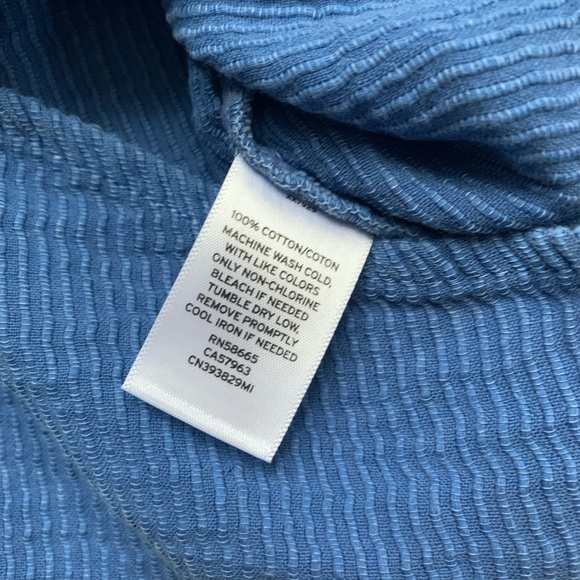 100% COTTON/COTON
MACHINE WASH COLD,
WITH LIKE COLORS
ONLY NON-CHLORINE
BLEACH IF NEEDED
TUMBLE DRY LOW,
REMOVE PROMPTLY
COOL IRON IF NEEDED
RN58665
CA57963
CN393829MI